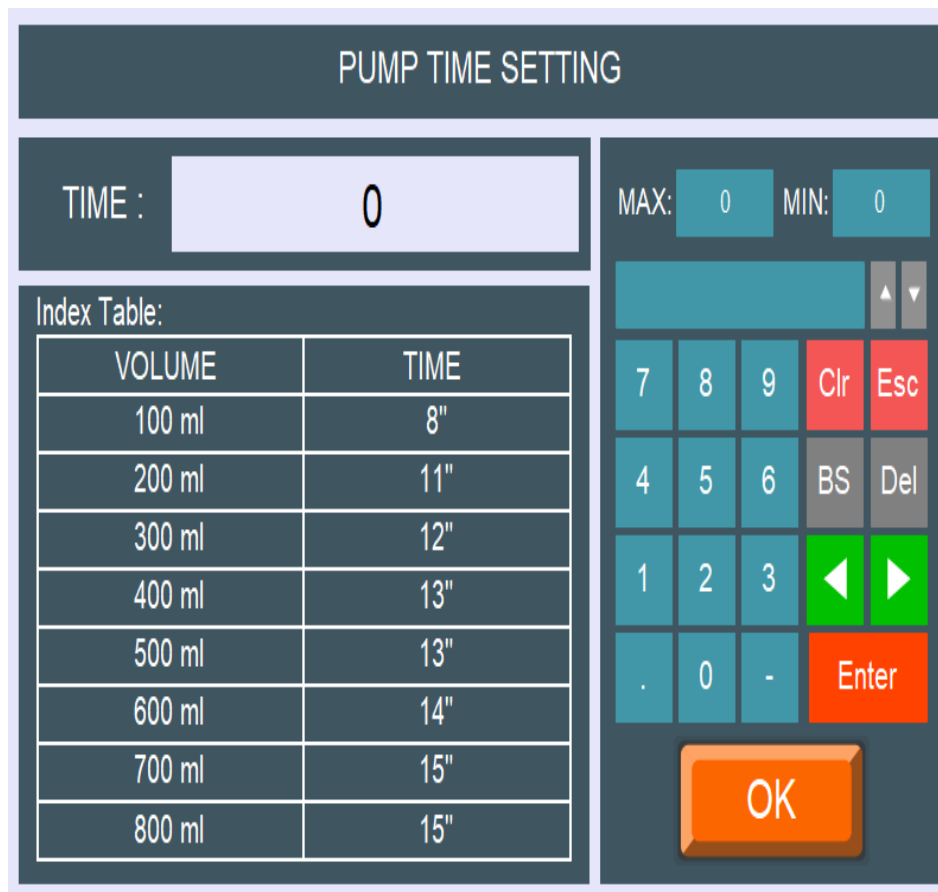 PUMP TIME SETTING
TIME : 0
Index Table:
VOLUME TIME
100 ml 8"
200 ml 11"
300 ml 12"
400 ml 13"
500 ml 13"
600 ml 14"
700 ml 15"
800 ml 15"
MAX: 0 MIN: 0
7 8 9 Clr Esc
4 5 6 BS Del
1 2 3
. 0 - Enter
OK